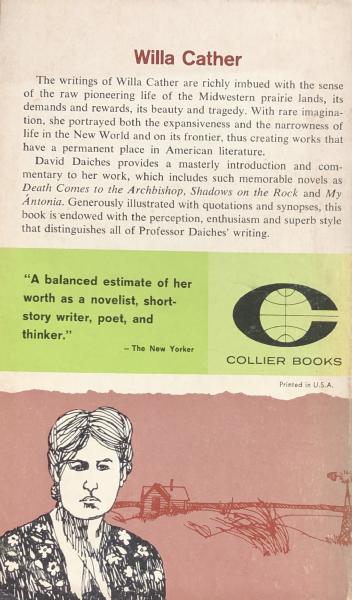 Willa Cather
The writings of Willa Cather are richly imbued with the sense
of the raw pioneering life of the Midwestern prairie lands, its
demands and rewards, its beauty and tragedy. With rare imagina-
tion, she portrayed both the expansiveness and the narrowness of
life in the New World and on its frontier, thus creating works that
have a permanent place in American literature.
David Daiches provides a masterly introduction and com-
mentary to her work, which includes such memorable novels as
Death Comes to the Archbishop, Shadows on the Rock and My
Ántonia. Generously illustrated with quotations and synopses, this
book is endowed with the perception, enthusiasm and superb style
that distinguishes all of Professor Daiches' writing.
"A balanced estimate of her
worth as a novelist, short-
story writer, poet, and
thinker."
– The New Yorker
COLLIER BOOKS
Printed in U.S.A.